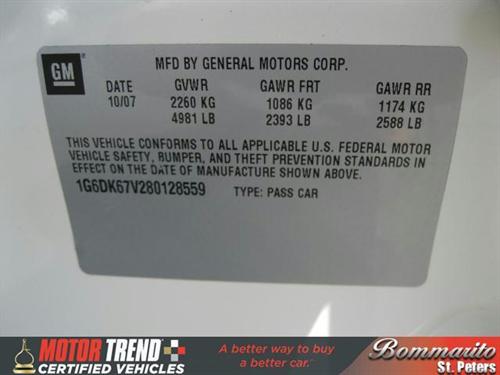 GM
MFD BY GENERAL MOTORS CORP.
DATE GVWR GAWR FRT GAWR RR
10/07 2260 KG 1086 KG 1174 KG
4981 LB 2393 LB 2588 LB
THIS VEHICLE CONFORMS TO ALL APPLICABLE U.S. FEDERAL MOTOR
VEHICLE SAFETY, BUMPER, AND THEFT PREVENTION STANDARDS IN
EFFECT ON THE DATE OF MANUFACTURE SHOWN ABOVE.
1G6DK67V280128559 TYPE: PASS CAR
MOTOR TREND
CERTIFIED VEHICLES
A better way to buy
a pre-owned vehicle!
Bommarito
St. Peters